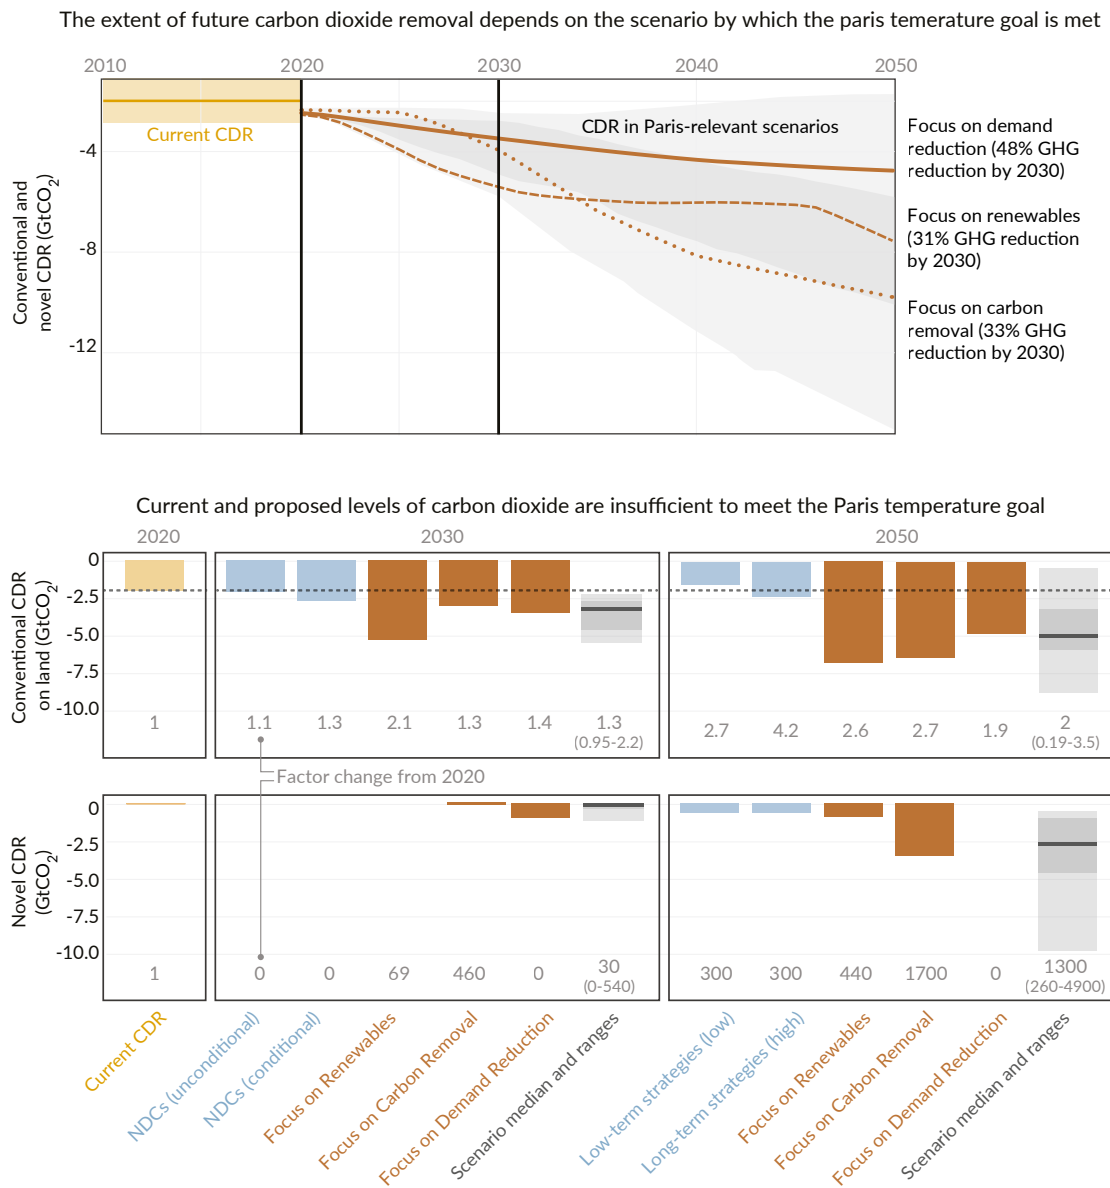 The extent of future carbon dioxide removal depends on the scenario by which the paris temerature goal is met
2010 2020 2030 2040 2050
Current CDR
CDR in Paris-relevant scenarios
-4
-8
-12
Conventional and
novel CDR (GtCO2)
Focus on demand
reduction (48% GHG
reduction by 2030)
Focus on renewables
(31% GHG reduction
by 2030)
Focus on carbon
removal (33% GHG
reduction by 2030)
Current and proposed levels of carbon dioxide are insufficient to meet the Paris temperature goal
2020 2030 2050
Conventional CDR
on land (GtCO2)
0
-2.5
-5.0
-7.5
-10.0
1 1.1 1.3 2.1 1.3 1.4 1.3 2.7 4.2 2.6 2.7 1.9 2
(0.95-2.2) (0.19-3.5)
Factor change from 2020
Novel CDR
(GtCO2)
0
-2.5
-5.0
-7.5
-10.0
1 0 0 69 460 0 30 300 300 440 1700 0 1300
(0-540) (260-4900)
Current CDR
NDCs (unconditional)
NDCs (conditional)
Focus on Renewables
Focus on Carbon Removal
Focus on Demand Reduction
Scenario median and ranges
Low-term strategies (low)
Long-term strategies (high)
Focus on Renewables
Focus on Carbon Removal
Focus on Demand Reduction
Scenario median and ranges